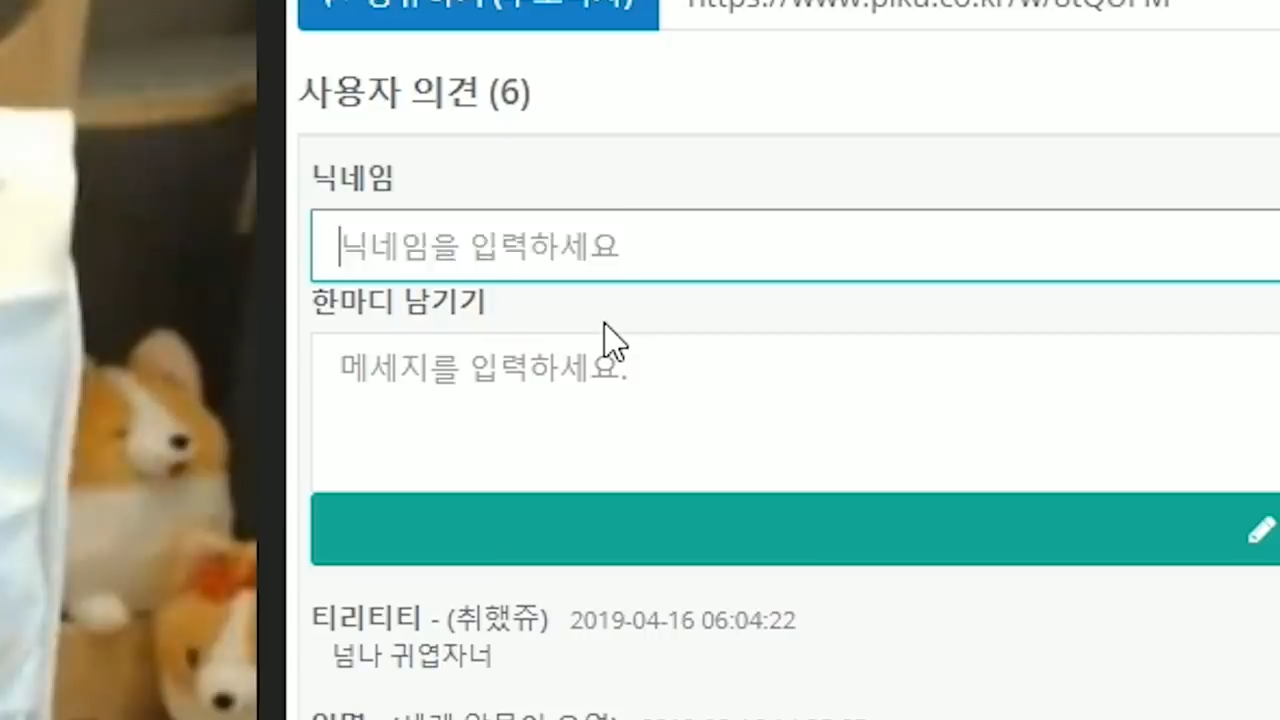 사용자 의견 (6)
닉네임
닉네임을 입력하세요
한마디 남기기
메세지를 입력하세요.
티리티티 - (취했쥬) 2019-04-16 06:04:22
넘나 귀엽자너